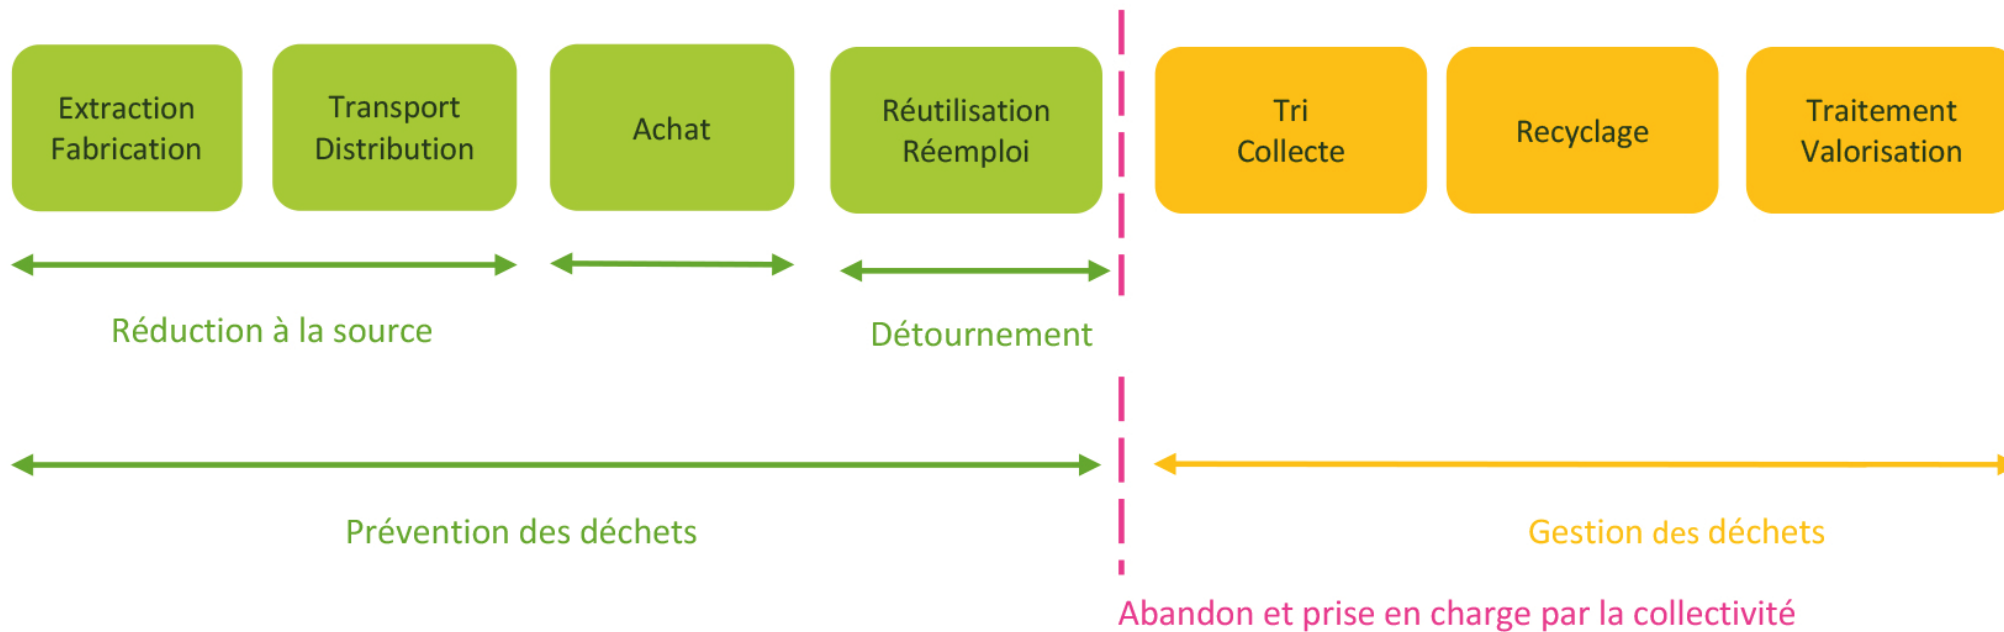 Extraction
Fabrication
Transport
Distribution
Achat
Réutilisation
Réemploi
Tri
Collecte
Recyclage
Traitement
Valorisation
Réduction à la source
Détournement
Prévention des déchets
Gestion des déchets
Abandon et prise en charge par la collectivité